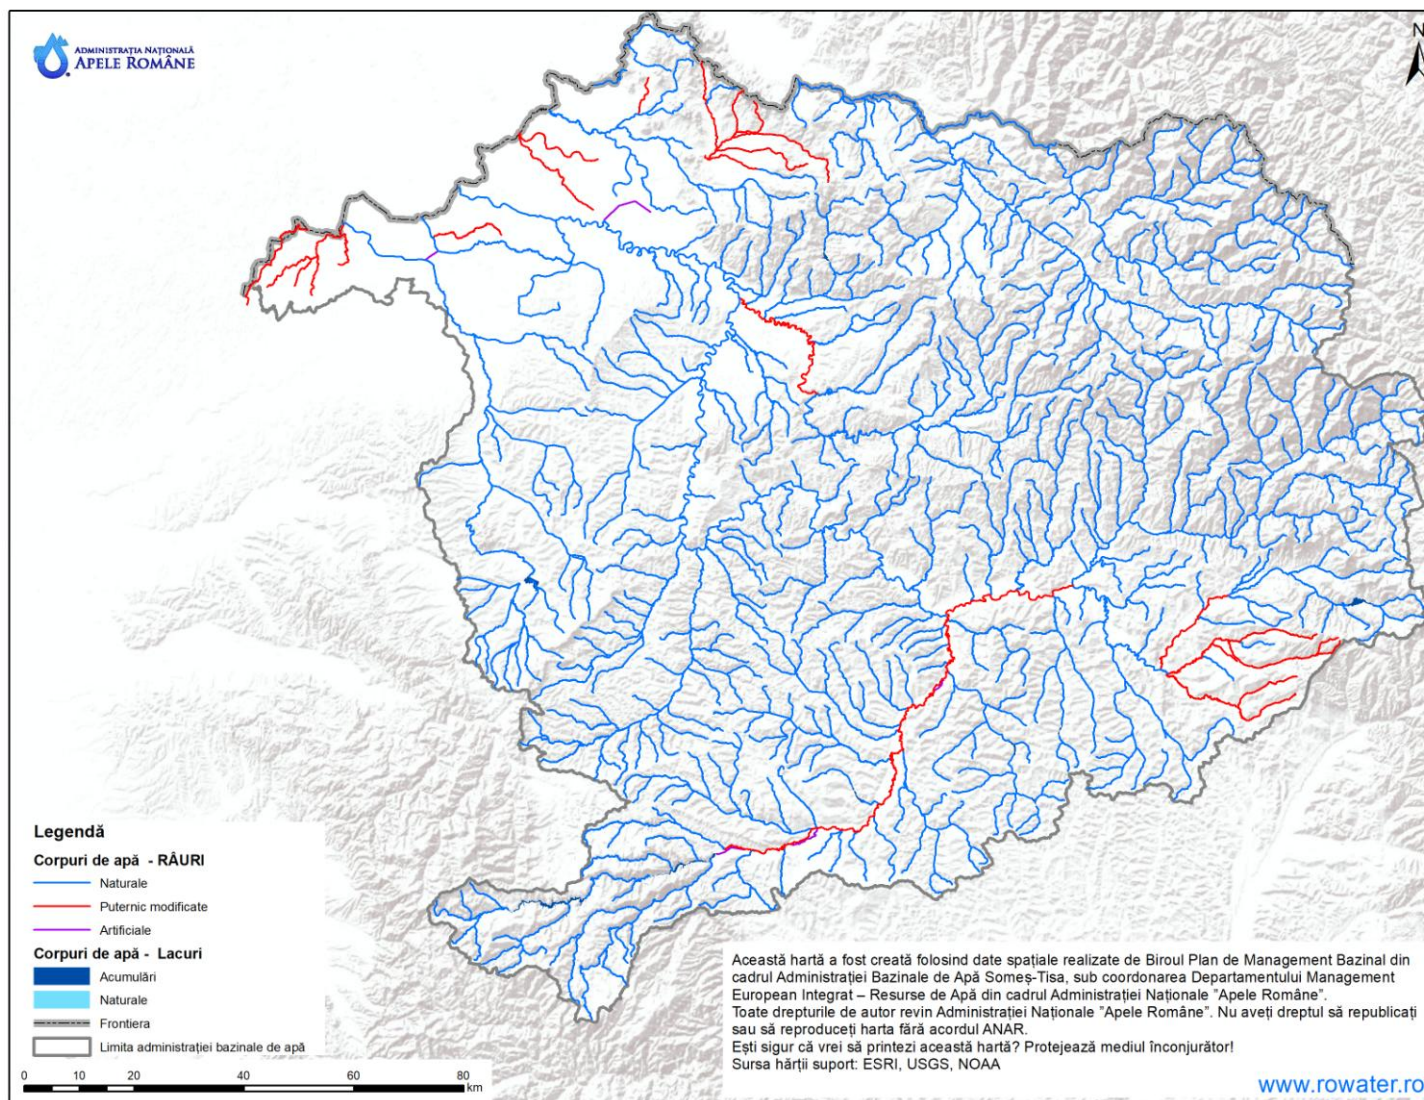 ADMINISTRAȚIA NAȚIONALĂ
APELE ROMÂNE
N
Legendă
Corpuri de apă - RÂURI
Naturale
Puternic modificate
Artificiale
Corpuri de apă - Lacuri
Acumulări
Naturale
Frontiera
Limita administrației bazinale de apă
0 10 20 40 60 80
km
Această hartă a fost creată folosind date spațiale realizate de Biroul Plan de Management Bazinal din
cadrul Administrației Bazinale de Apă Someș-Tisa, sub coordonarea Departamentului Management
European Integrat – Resurse de Apă din cadrul Administrației Naționale "Apele Române".
Toate drepturile de autor revin Administrației Naționale "Apele Române". Nu aveți dreptul să republicați
sau să reproduceți harta fără acordul ANAR.
Ești sigur că vrei să printezi această hartă? Protejează mediul înconjurător!
Sursa hărții suport: ESRI, USGS, NOAA
www.rowater.ro